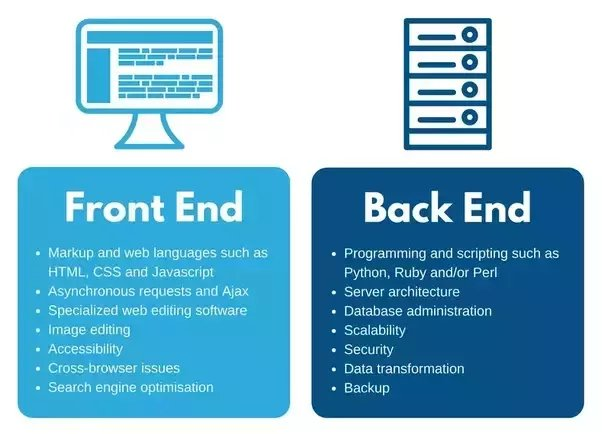 Front End
• Markup and web languages such as
HTML, CSS and Javascript
• Asynchronous requests and Ajax
• Specialized web editing software
• Image editing
• Accessibility
• Cross-browser issues
• Search engine optimisation
Back End
• Programming and scripting such as
Python, Ruby and/or Perl
• Server architecture
• Database administration
• Scalability
• Security
• Data transformation
• Backup